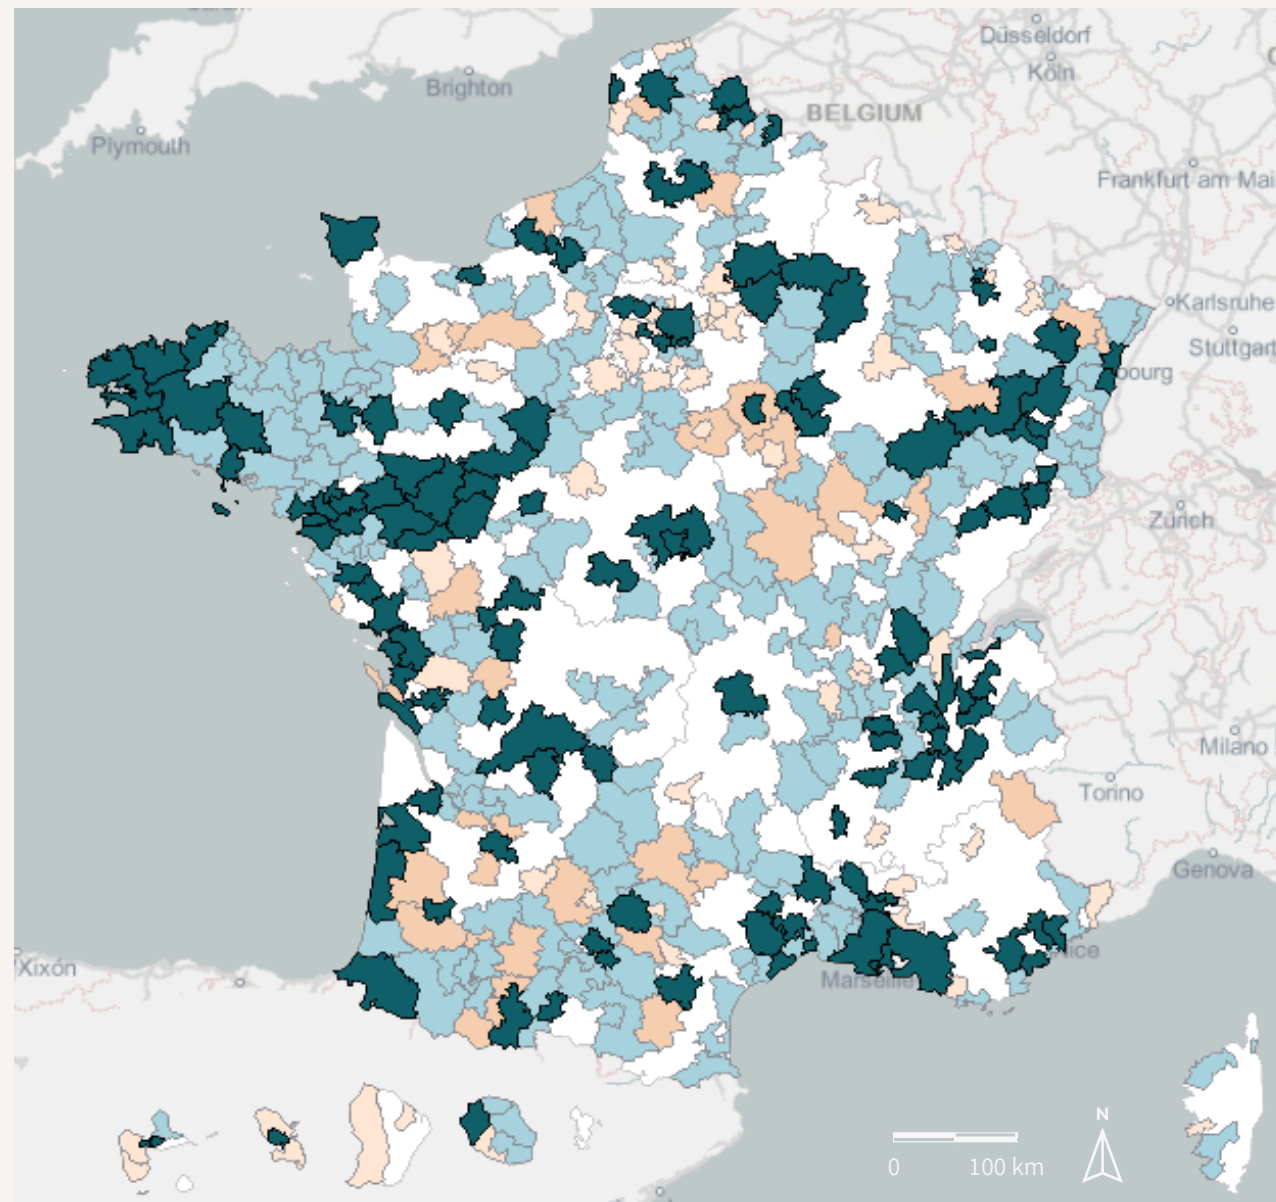 Düsseldorf
Köln
Brighton
BELGIUM
Plymouth
Frankfurt am Mai
Karlsruhe
Stuttgart
bourg
Zürich
Milano
Torino
Genova
Nice
Xixón
Marseille
N
0 100 km